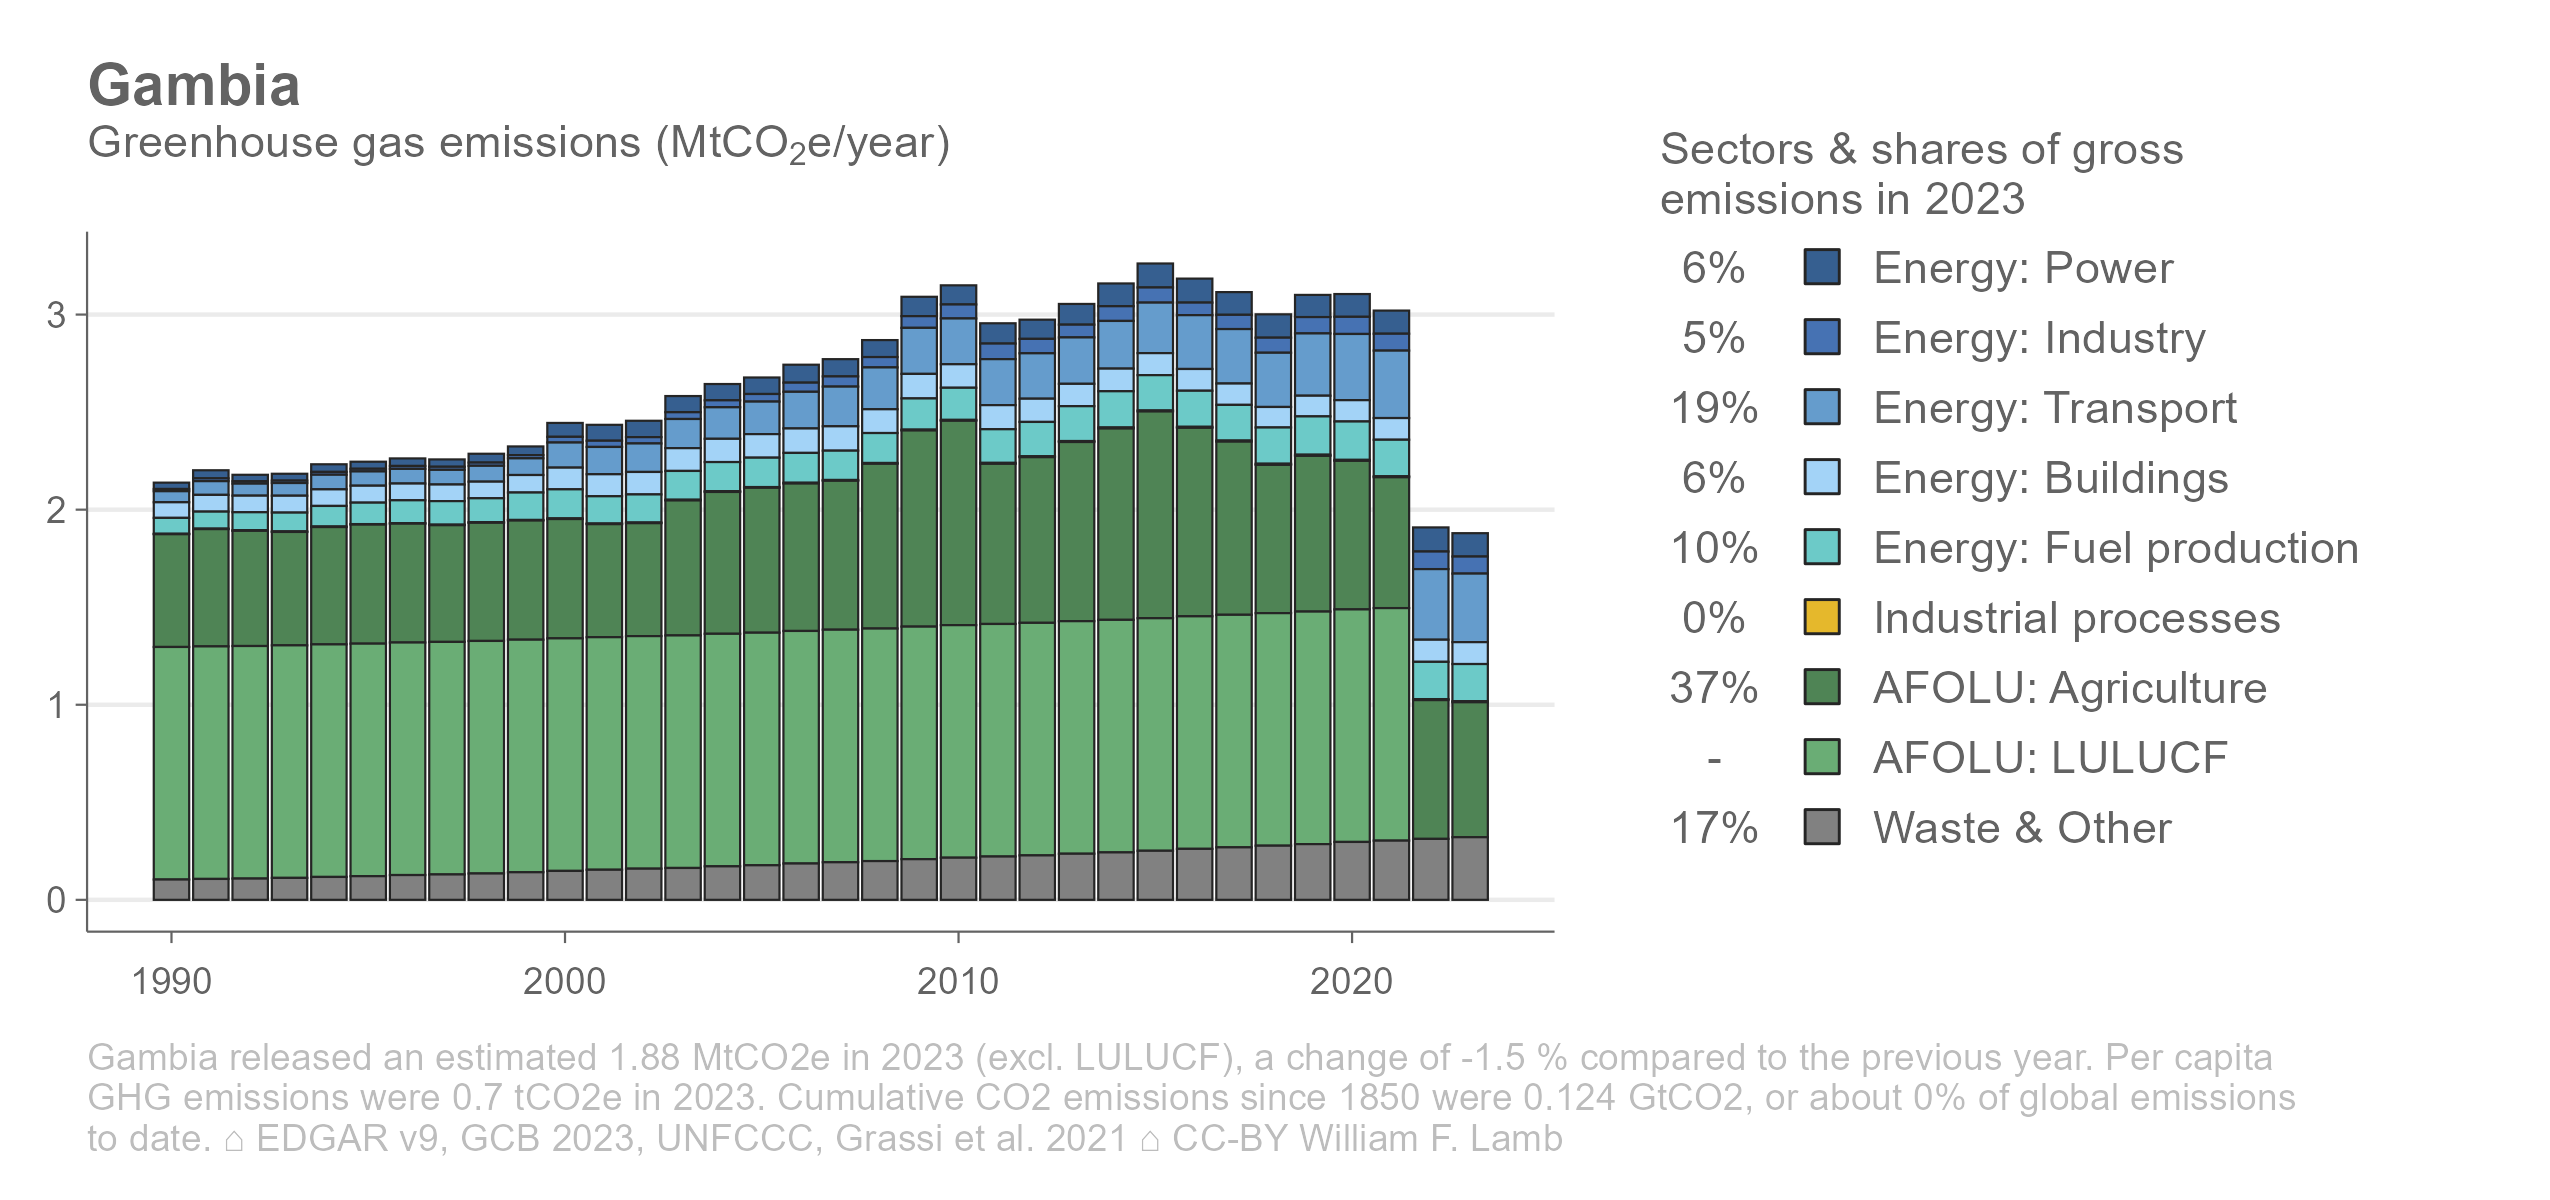 Gambia
Greenhouse gas emissions (MtCO₂e/year)
Sectors & shares of gross
emissions in 2023
6% Energy: Power
5% Energy: Industry
19% Energy: Transport
6% Energy: Buildings
10% Energy: Fuel production
0% Industrial processes
37% AFOLU: Agriculture
- AFOLU: LULUCF
17% Waste & Other
3
2
1
0
1990 2000 2010 2020
Gambia released an estimated 1.88 MtCO2e in 2023 (excl. LULUCF), a change of -1.5 % compared to the previous year. Per capita
GHG emissions were 0.7 tCO2e in 2023. Cumulative CO2 emissions since 1850 were 0.124 GtCO2, or about 0% of global emissions
to date. ⌂ EDGAR v9, GCB 2023, UNFCCC, Grassi et al. 2021 ⌂ CC-BY William F. Lamb